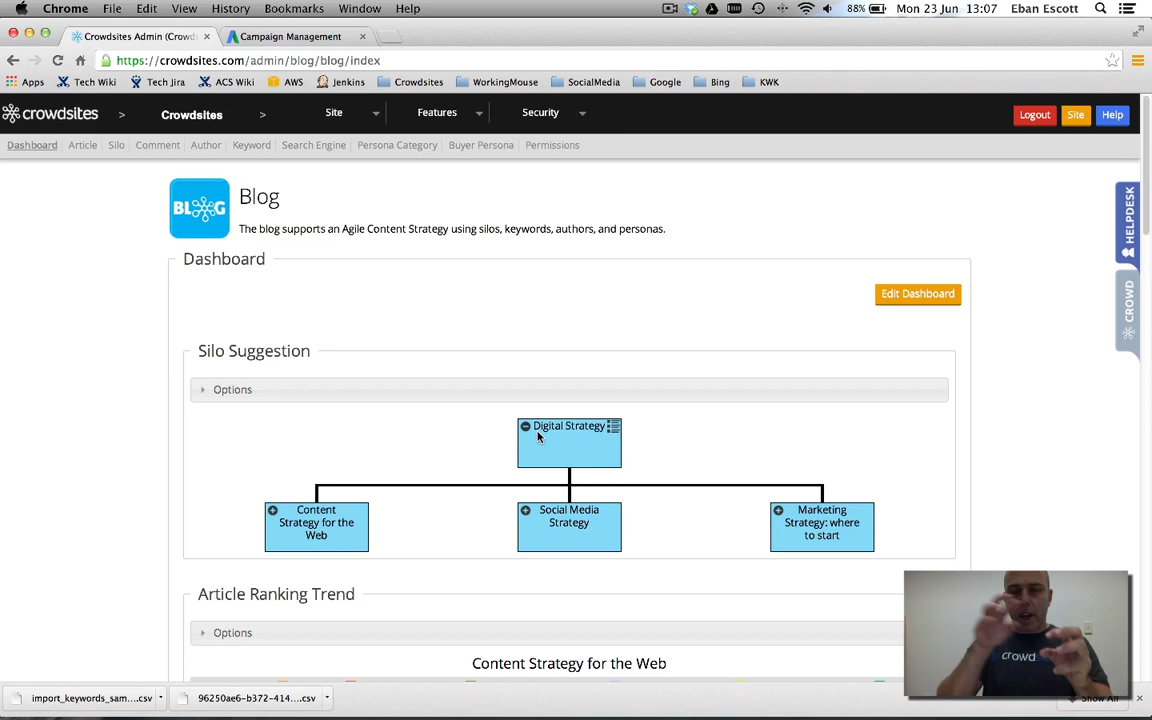 Chrome File Edit View History Bookmarks Window Help 88% Mon 23 Jun 13:07 Eban Escott
Crowdsites Admin (Crowds × Campaign Management ×
https://crowdsites.com/admin/blog/blog/index
Apps Tech Wiki Tech Jira ACS Wiki AWS Jenkins Crowdsites WorkingMouse SocialMedia Google Bing KWK
crowdsites > Crowdsites > Site Features Security Logout Site Help
Dashboard Article Silo Comment Author Keyword Search Engine Persona Category Buyer Persona Permissions
BLOG
Blog
The blog supports an Agile Content Strategy using silos, keywords, authors, and personas.
HELPDESK
CROWD
Dashboard
Edit Dashboard
Silo Suggestion
Options
Digital Strategy
Content
Strategy for the
Web
Social Media
Strategy
Marketing
Strategy: where
to start
Article Ranking Trend
Options
Content Strategy for the Web
crowd
import_keywords_sam....csv 96250ae6-b372-414....csv Show All ×